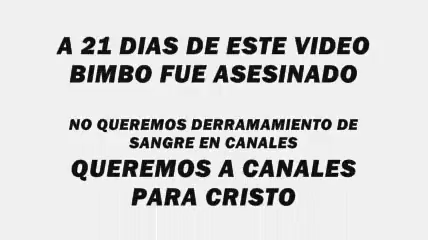 A 21 DIAS DE ESTE VIDEO
BIMBO FUE ASESINADO
NO QUEREMOS DERRAMAMIENTO DE
SANGRE EN CANALES
QUEREMOS A CANALES
PARA CRISTO